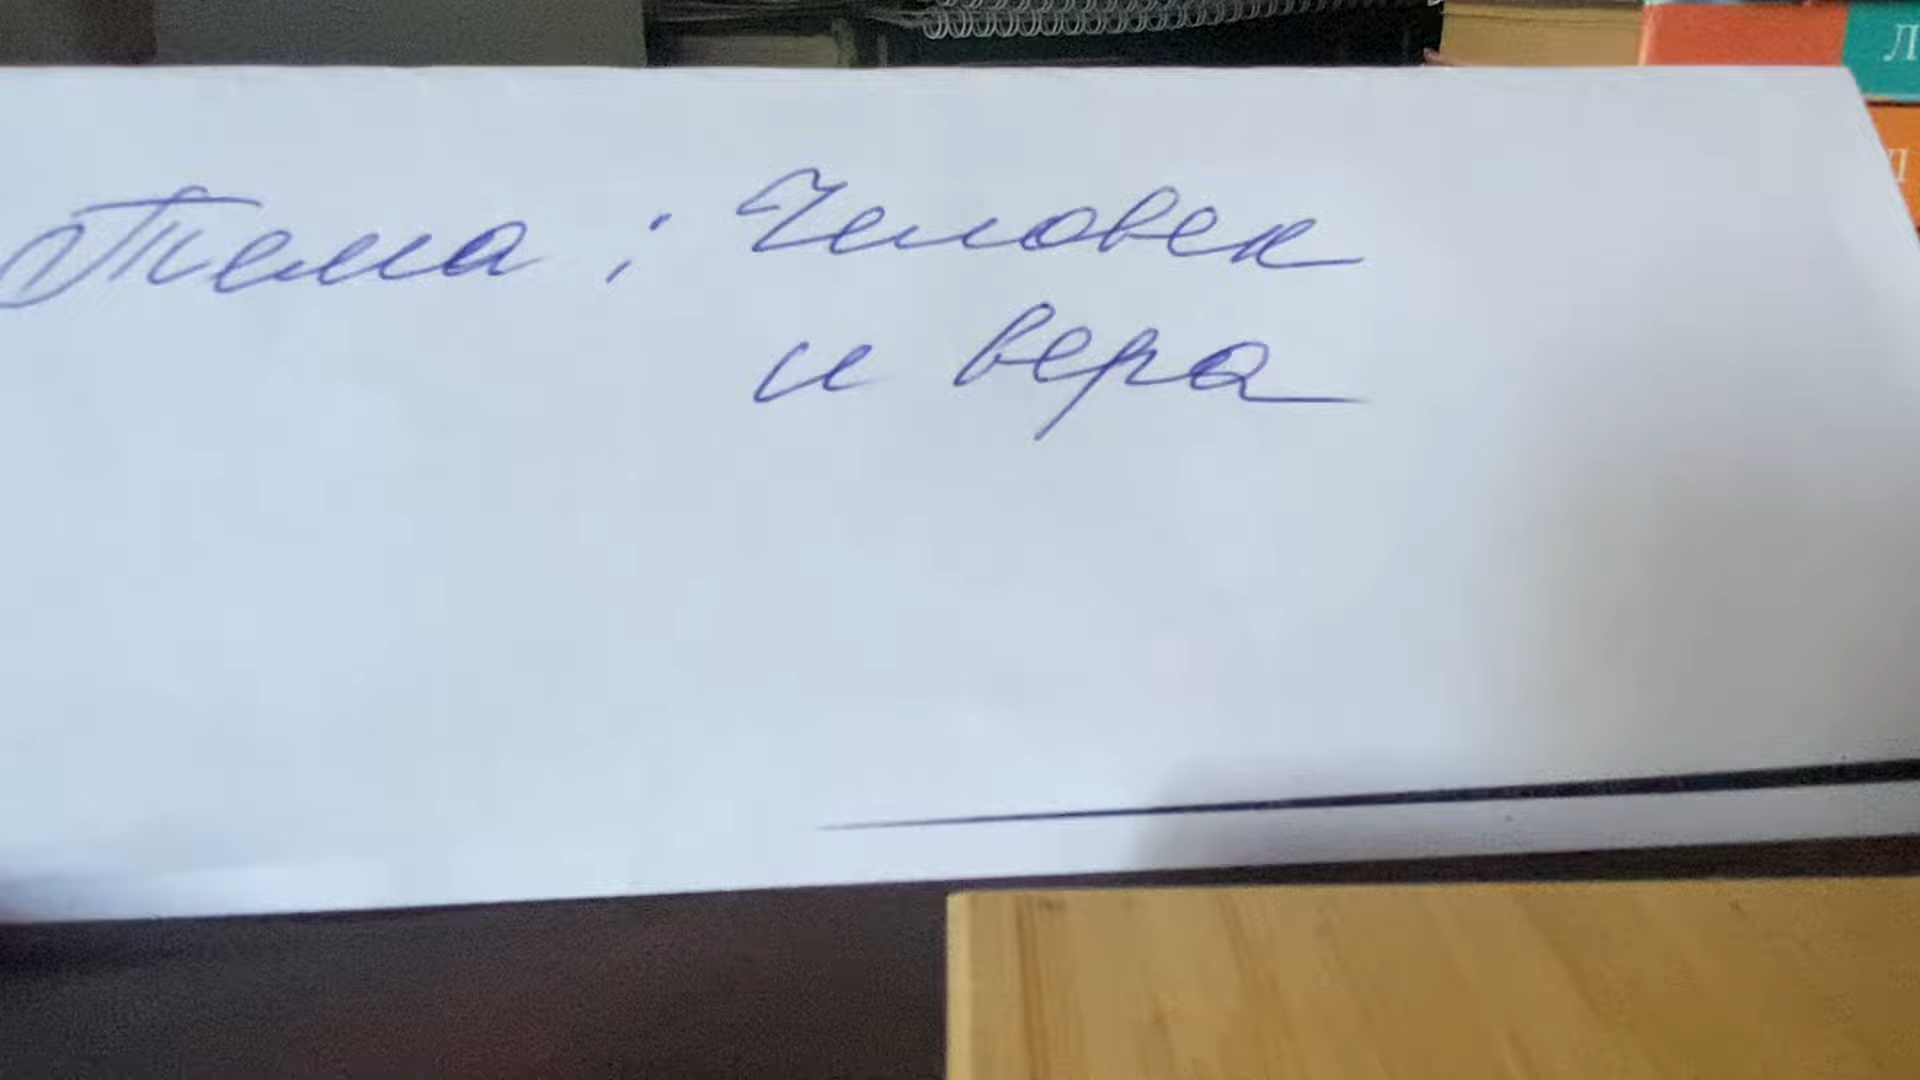 Тема: Человек
и вера
Л
Л